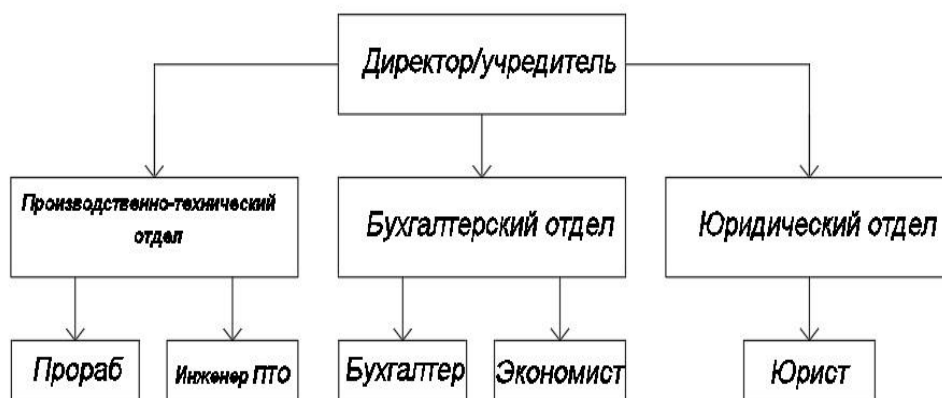 Директор/учредитель
Производственно-технический
отдел
Бухгалтерский отдел
Юридический отдел
Прораб
Инженер ПТО
Бухгалтер
Экономист
Юрист